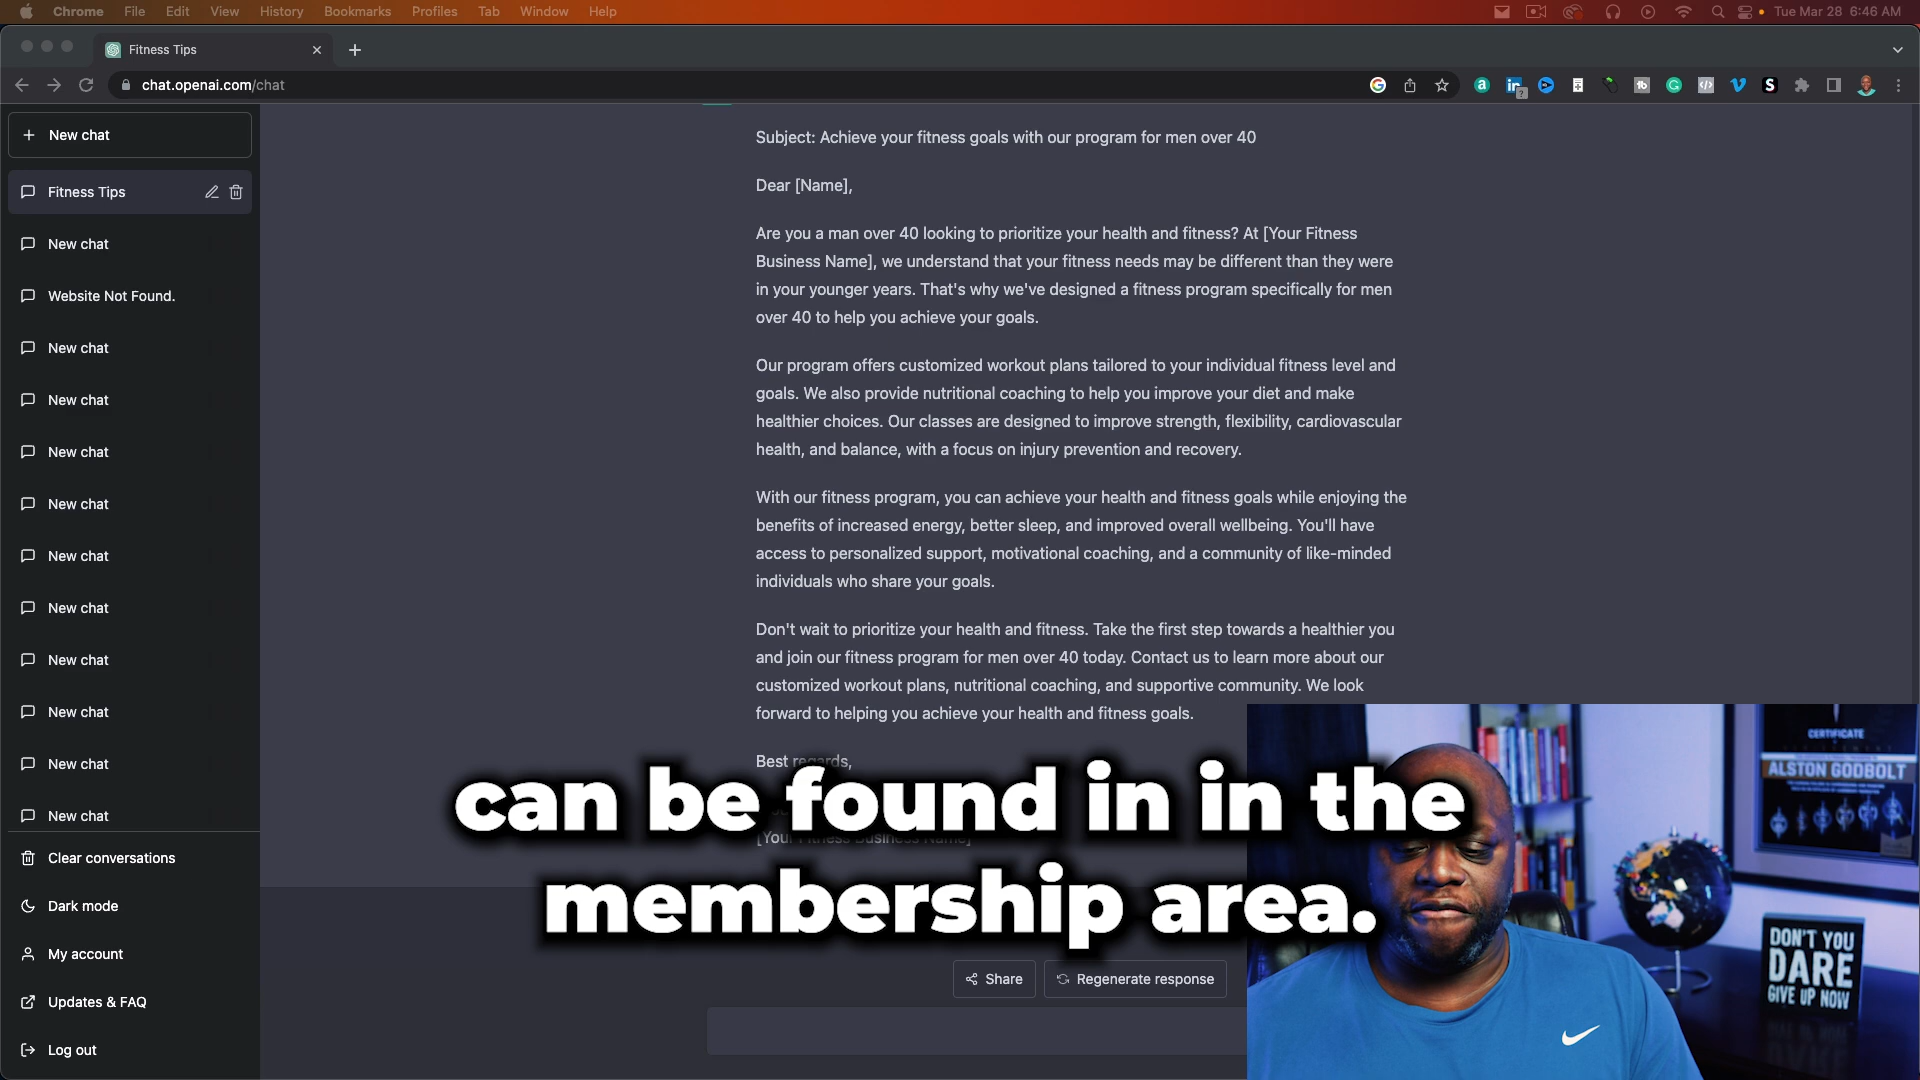 Chrome File Edit View History Bookmarks Profiles Tab Window Help
Tue Mar 28 6:46 AM
Fitness Tips
chat.openai.com/chat
New chat
Fitness Tips
New chat
Website Not Found.
New chat
New chat
New chat
New chat
New chat
New chat
New chat
New chat
New chat
New chat
Clear conversations
Dark mode
My account
Updates & FAQ
Log out
Subject: Achieve your fitness goals with our program for men over 40
Dear [Name],
Are you a man over 40 looking to prioritize your health and fitness? At [Your Fitness
Business Name], we understand that your fitness needs may be different than they were
in your younger years. That's why we've designed a fitness program specifically for men
over 40 to help you achieve your goals.
Our program offers customized workout plans tailored to your individual fitness level and
goals. We also provide nutritional coaching to help you improve your diet and make
healthier choices. Our classes are designed to improve strength, flexibility, cardiovascular
health, and balance, with a focus on injury prevention and recovery.
With our fitness program, you can achieve your health and fitness goals while enjoying the
benefits of increased energy, better sleep, and improved overall wellbeing. You'll have
access to personalized support, motivational coaching, and a community of like-minded
individuals who share your goals.
Don't wait to prioritize your health and fitness. Take the first step towards a healthier you
and join our fitness program for men over 40 today. Contact us to learn more about our
customized workout plans, nutritional coaching, and supportive community. We look
forward to helping you achieve your health and fitness goals.
Best regards,
[Your Fitness Business Name]
can be found in in the
membership area.
Share
Regenerate response
CERTIFICATE
ALSTON GODBOLT
DON'T YOU
DARE
GIVE UP NOW